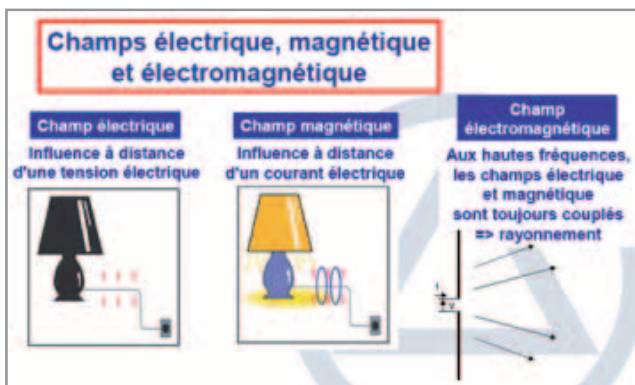 Champs électrique, magnétique
et électromagnétique
Champ électrique
Influence à distance
d'une tension électrique
Champ magnétique
Influence à distance
d'un courant électrique
Champ
électromagnétique
Aux hautes fréquences,
les champs électrique
et magnétique
sont toujours couplés
=> rayonnement
I
V